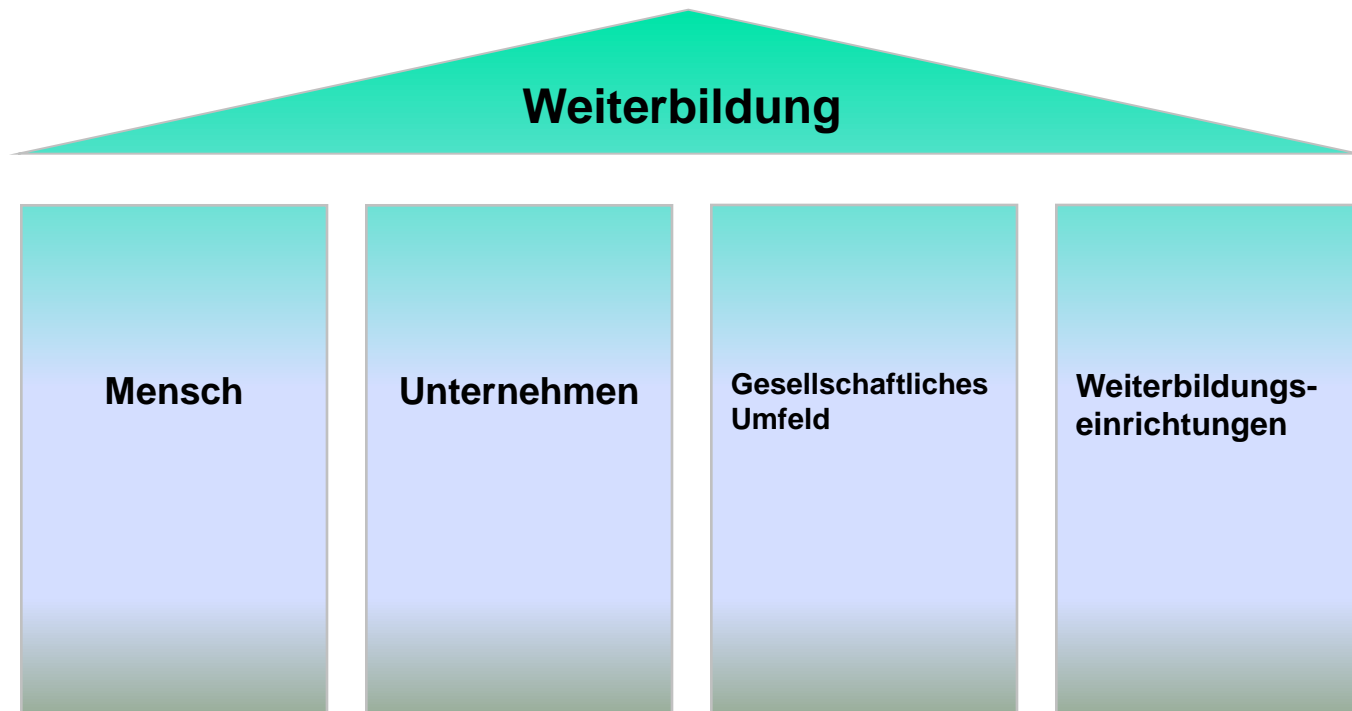 Weiterbildung
Mensch
Unternehmen
Gesellschaftliches
Umfeld
Weiterbildungs-
einrichtungen